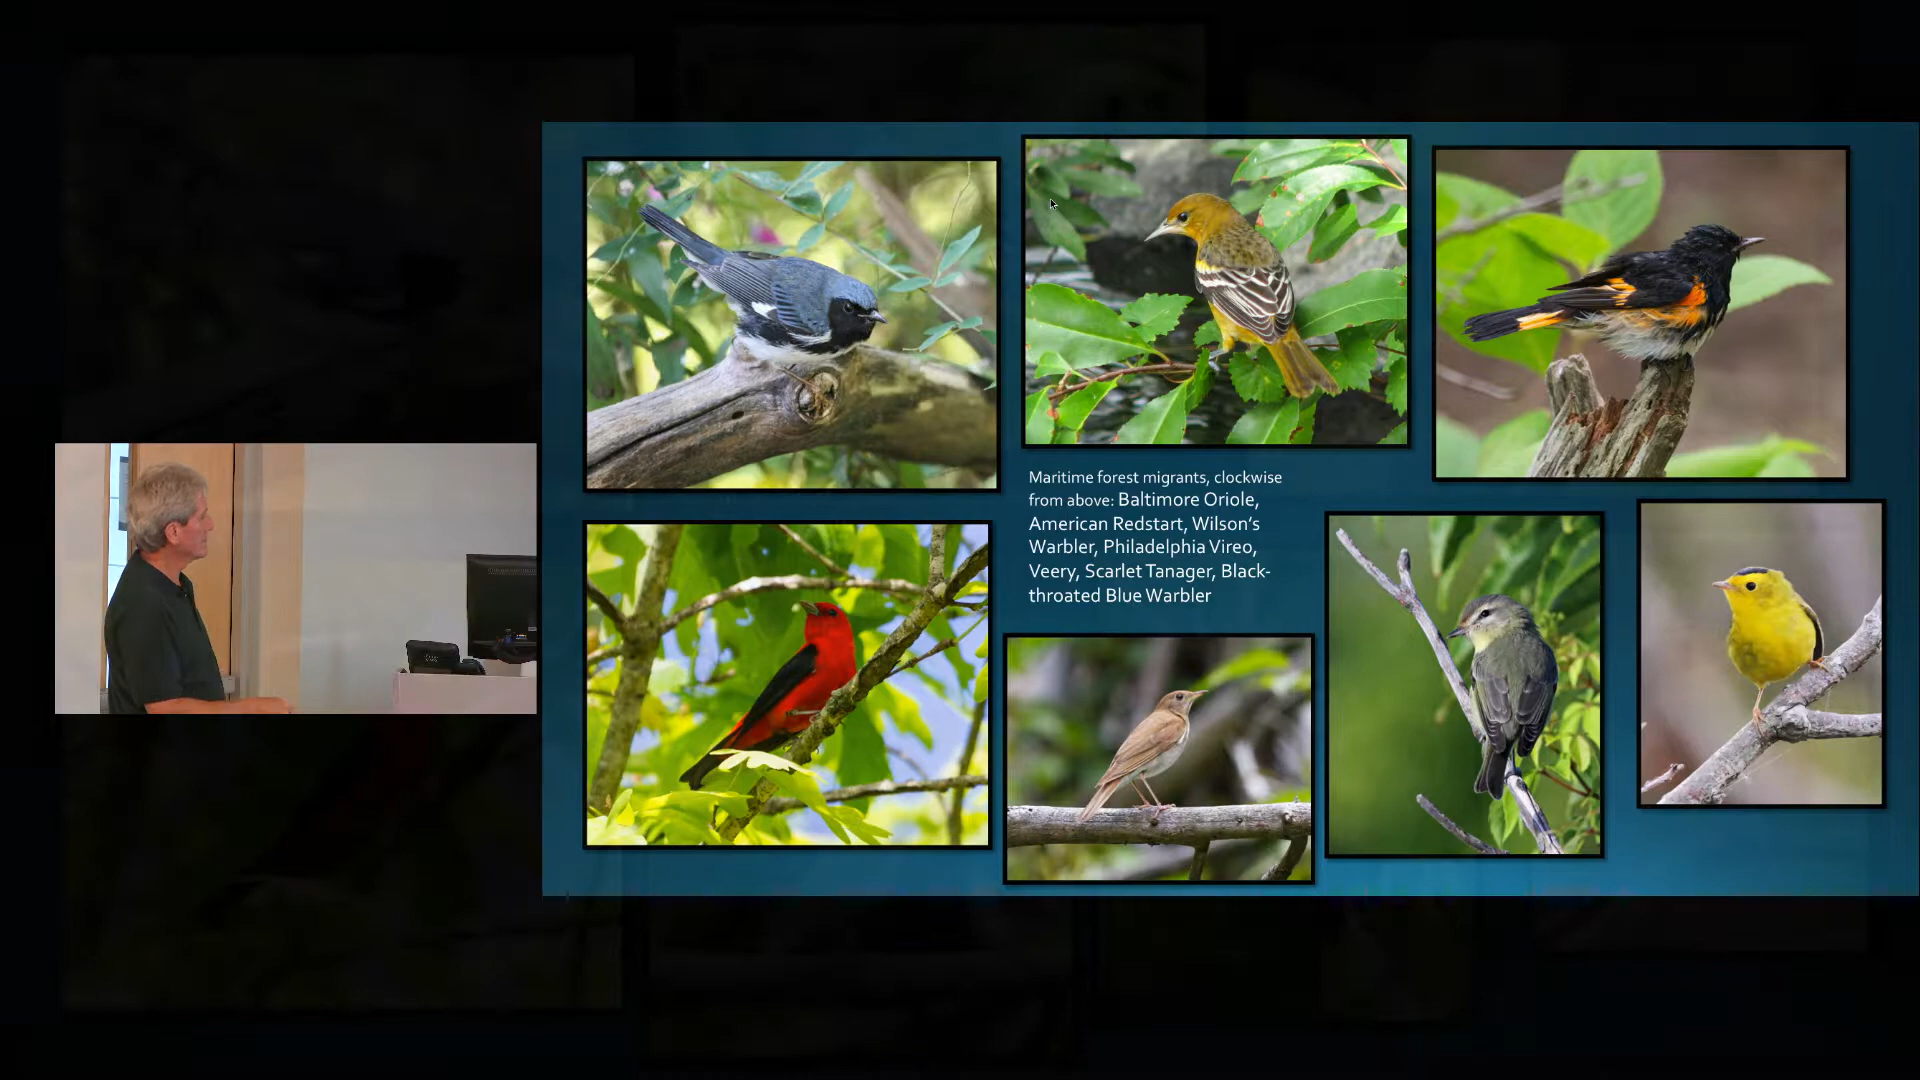 Maritime forest migrants, clockwise
from above: Baltimore Oriole,
American Redstart, Wilson’s
Warbler, Philadelphia Vireo,
Veery, Scarlet Tanager, Black-
throated Blue Warbler